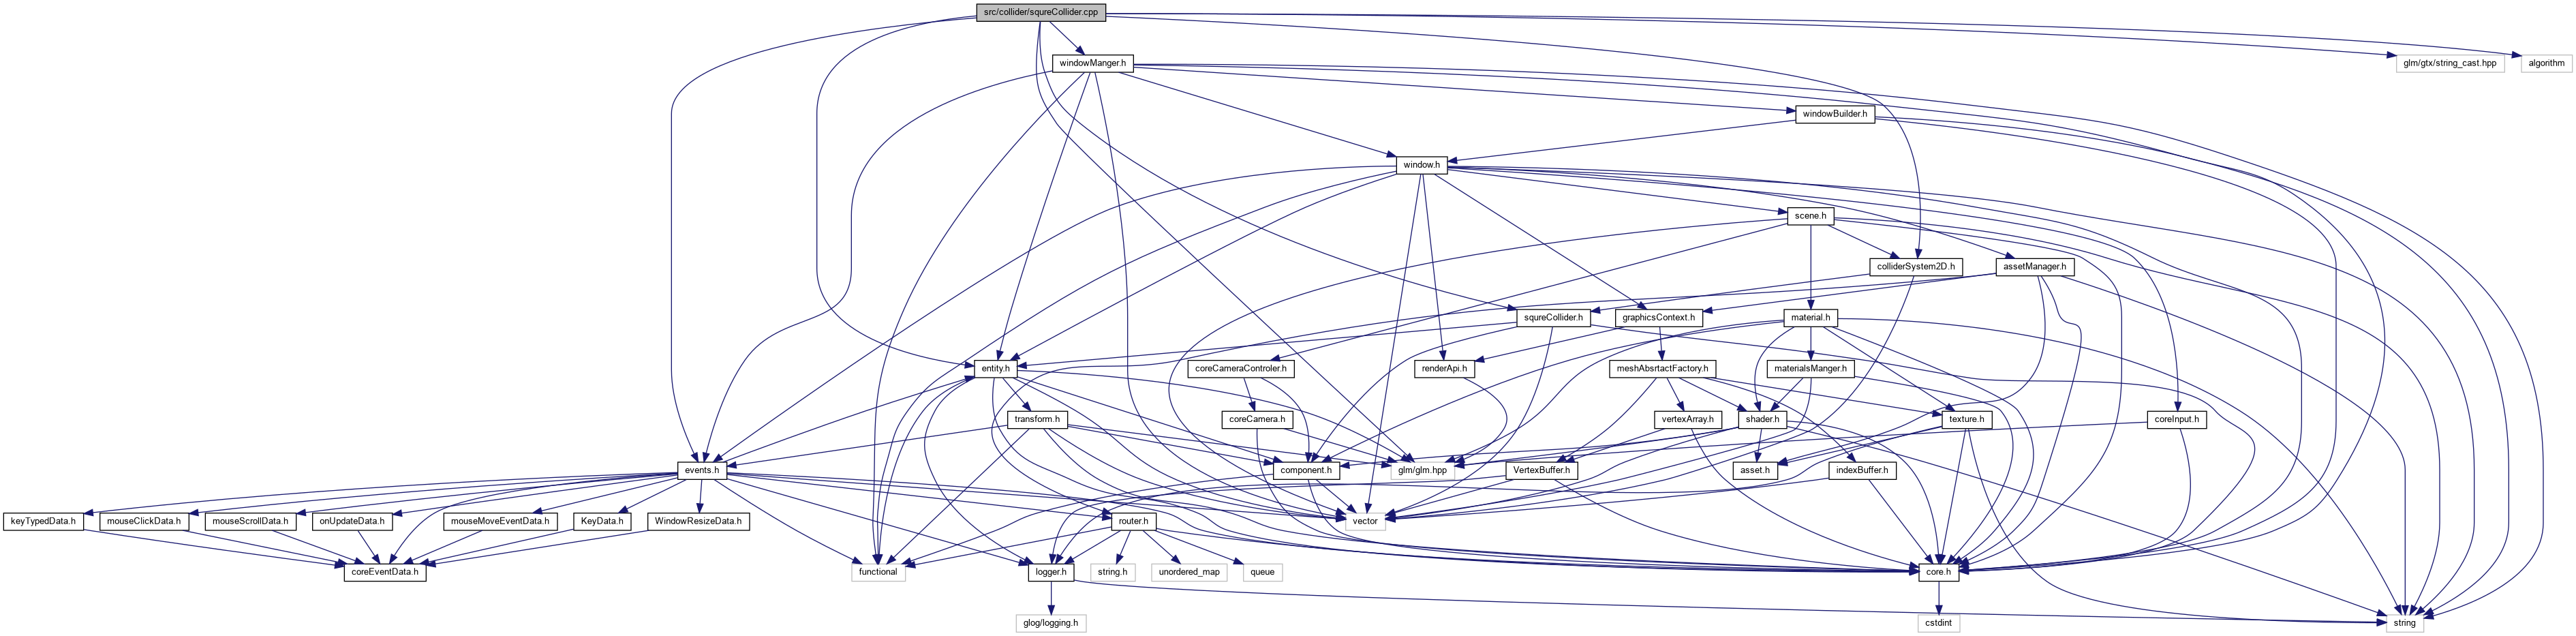 src/collider/squreCollider.cpp
windowManger.h
glm/gtx/string_cast.hpp
algorithm
windowBuilder.h
window.h
scene.h
colliderSystem2D.h
assetManager.h
squreCollider.h
graphicsContext.h
material.h
entity.h
coreCameraControler.h
renderApi.h
meshAbsrtactFactory.h
materialsManger.h
transform.h
coreCamera.h
vertexArray.h
shader.h
texture.h
coreInput.h
events.h
component.h
glm/glm.hpp
VertexBuffer.h
asset.h
indexBuffer.h
keyTypedData.h
mouseClickData.h
mouseScrollData.h
onUpdateData.h
mouseMoveEventData.h
KeyData.h
WindowResizeData.h
router.h
vector
coreEventData.h
functional
logger.h
string.h
unordered_map
queue
core.h
glog/logging.h
cstdint
string